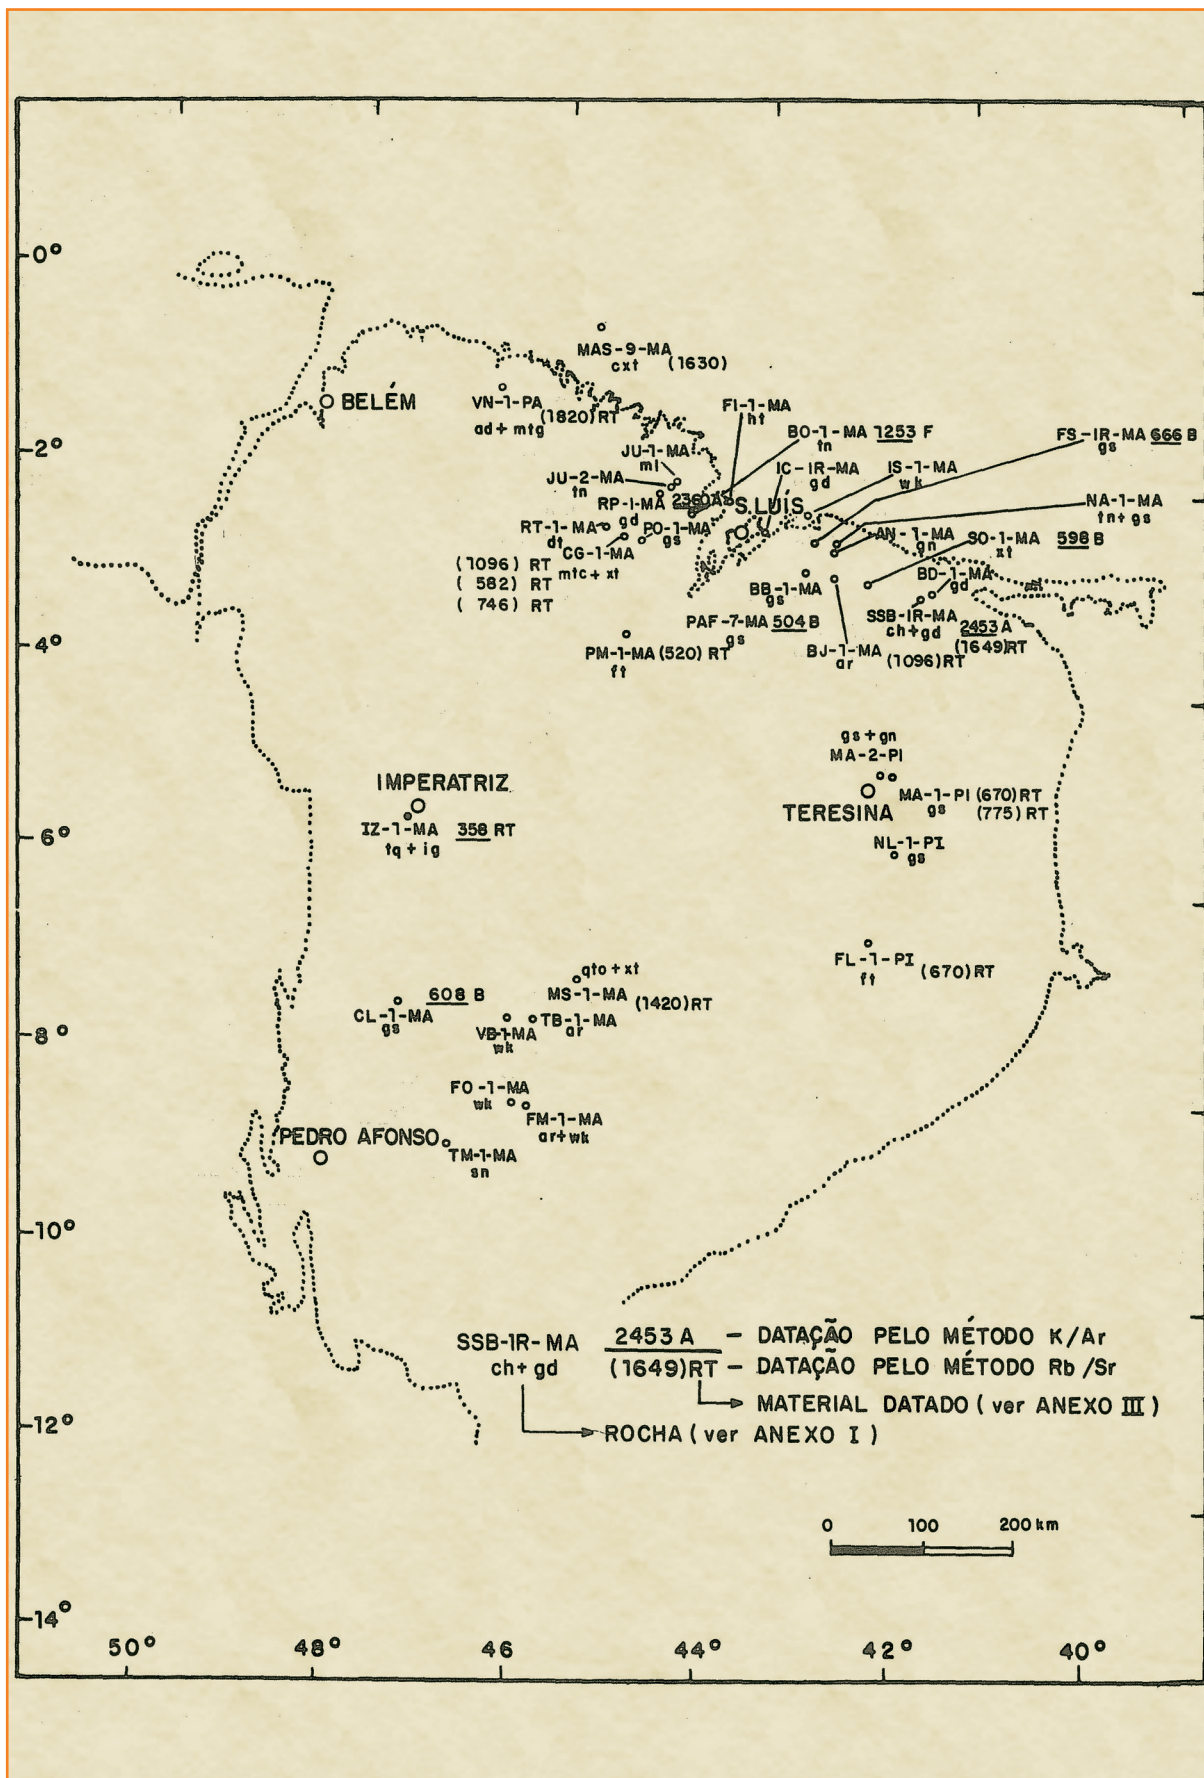 0°
MAS-9-MA
cxt (1630)
BELÉM
VN-1-PA
(1820)RT
ad + mtg
FI-1-MA
ht
BO-1-MA 1253 F
tn
FS-IR-MA 666 B
gs
JU-1-MA
ml
2°
IC-IR-MA
gd
IS-1-MA
wk
JU-2-MA
tn
RP-1-MA 2360A
gd
S.LUÍS
NA-1-MA
tn+ gs
RT-1-MA
dt
PO-1-MA
gs
AN-1-MA
gn
SO-1-MA 598 B
xt
CG-1-MA
mtc + xt
(1096) RT
( 582) RT
( 746) RT
BD-1-MA
gd
BB-1-MA
gs
SSB-IR-MA
ch+gd
2453 A
(1649)RT
PAF-7-MA 504 B
gs
4°
PM-1-MA (520) RT
ft
BJ-1-MA
ar
(1096)RT
gs + gn
MA-2-PI
IMPERATRIZ
MA-1-PI (670)RT
gs (775) RT
TERESINA
6°
IZ-1-MA 358 RT
tq + ig
NL-1-PI
gs
FL-1-PI
ft
(670)RT
qto + xt
MS-1-MA
(1420)RT
608 B
CL-1-MA
gs
TB-1-MA
ar
8°
VB-1-MA
wk
FO-1-MA
wk
FM-1-MA
ar+wk
PEDRO AFONSO
TM-1-MA
sn
10°
SSB-1R-MA 2453 A – DATAÇÃO PELO MÉTODO K/Ar
ch+ gd (1649)RT – DATAÇÃO PELO MÉTODO Rb/Sr
MATERIAL DATADO ( ver ANEXO III )
12°
ROCHA ( ver ANEXO I )
0 100 200 km
14°
50° 48° 46 44° 42° 40°